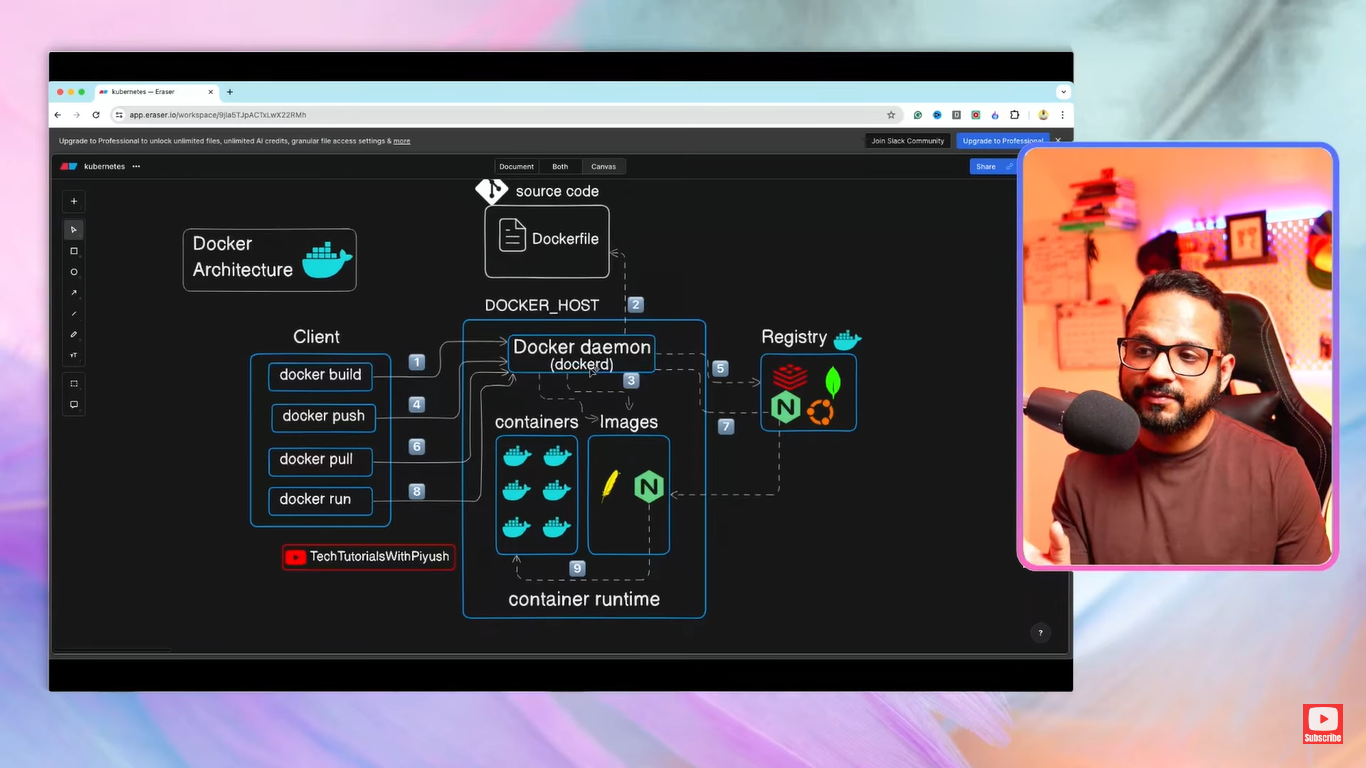 kubernetes — Eraser
app.eraser.io/workspace/9jIa5TJpACTxLwX22RMh
Upgrade to Professional to unlock unlimited files, unlimited AI credits, granular file access settings & more
Join Slack Community
Upgrade to Professional
kubernetes
Document
Both
Canvas
Share
source code
Dockerfile
Docker
Architecture
DOCKER_HOST
2
Client
Docker daemon
(dockerd)
Registry
docker build
1
3
5
docker push
4
containers
Images
7
docker pull
6
docker run
8
N
N
TechTutorialsWithPiyush
9
container runtime
?
Subscribe